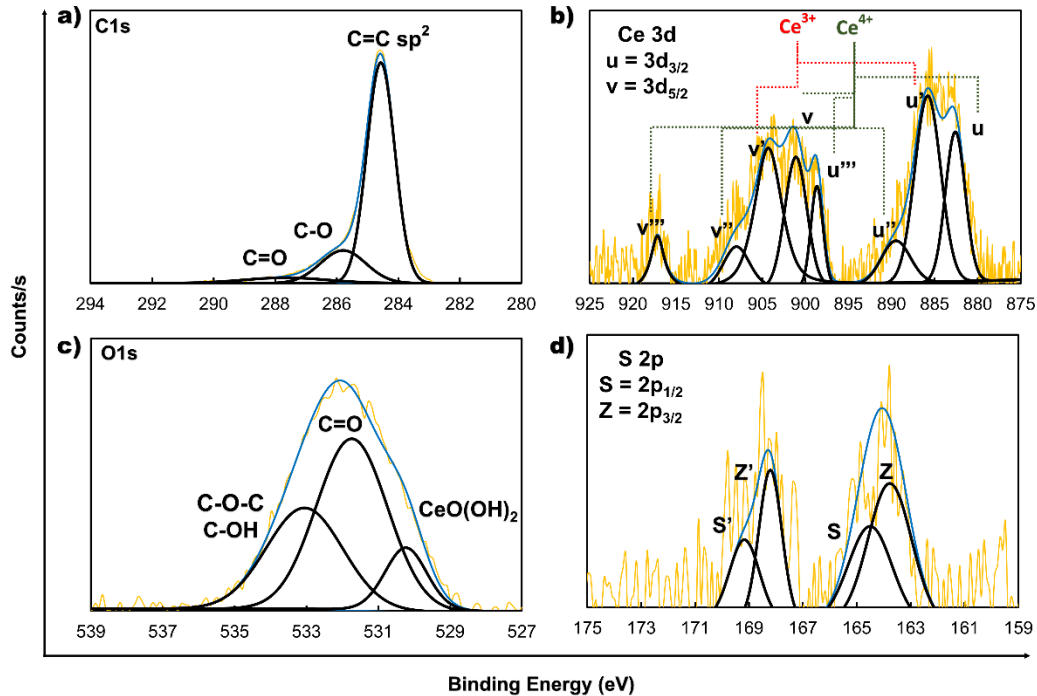 a)
C1s
C=C sp²
C-O
C=O
294 292 290 288 286 284 282 280
b)
Ce 3d
u = 3d₃/₂
v = 3d₅/₂
Ce³⁺
Ce⁴⁺
v'''
v''
v'
v
u'''
u''
u'
u
925 920 915 910 905 900 895 890 885 880 875
Counts/s
c)
O1s
C=O
C-O-C
C-OH
CeO(OH)₂
539 537 535 533 531 529 527
d)
S 2p
S = 2p₁/₂
Z = 2p₃/₂
S'
Z'
S
Z
175 173 171 169 167 165 163 161 159
Binding Energy (eV)